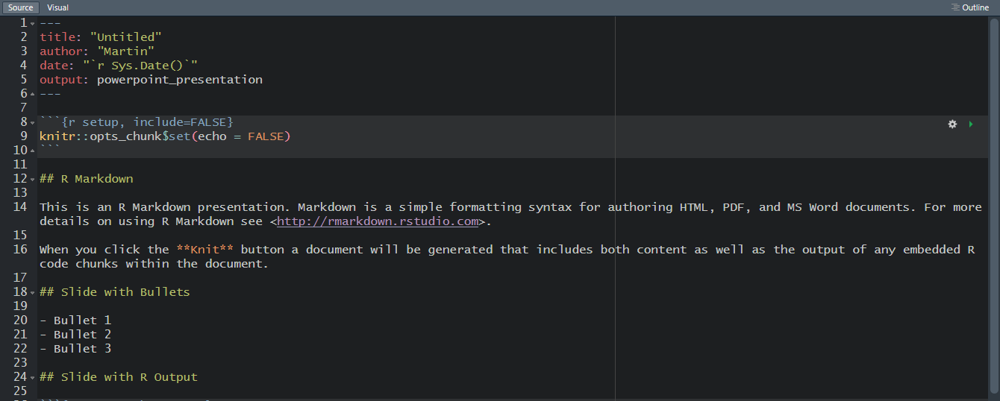 Source Visual Outline
1 ---
2 title: "Untitled"
3 author: "Martin"
4 date: "`r Sys.Date()`"
5 output: powerpoint_presentation
6 ---
7
8 ```{r setup, include=FALSE}
9 knitr::opts_chunk$set(echo = FALSE)
10 ```
11
12 ## R Markdown
13
14 This is an R Markdown presentation. Markdown is a simple formatting syntax for authoring HTML, PDF, and MS Word documents. For more
details on using R Markdown see <http://rmarkdown.rstudio.com>.
15
16 When you click the **Knit** button a document will be generated that includes both content as well as the output of any embedded R
code chunks within the document.
17
18 ## Slide with Bullets
19
20 - Bullet 1
21 - Bullet 2
22 - Bullet 3
23
24 ## Slide with R Output
25